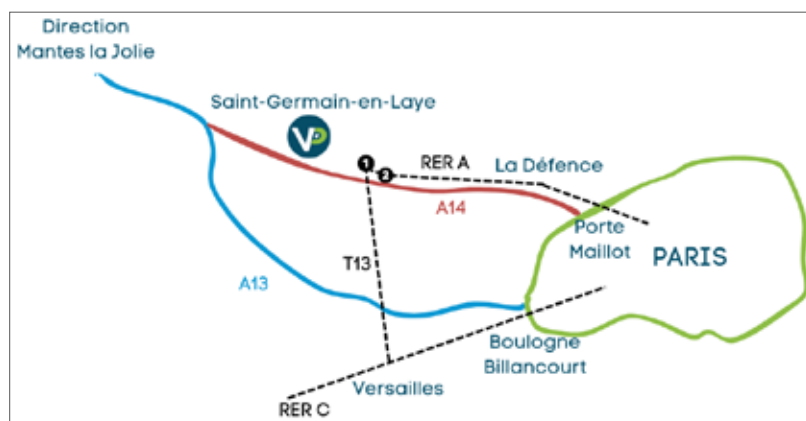 Direction
Mantes la Jolie
Saint-Germain-en-Laye
VP
1
2
RER A
La Défence
A14
Porte
Maillot
PARIS
T13
A13
Boulogne
Billancourt
Versailles
RER C